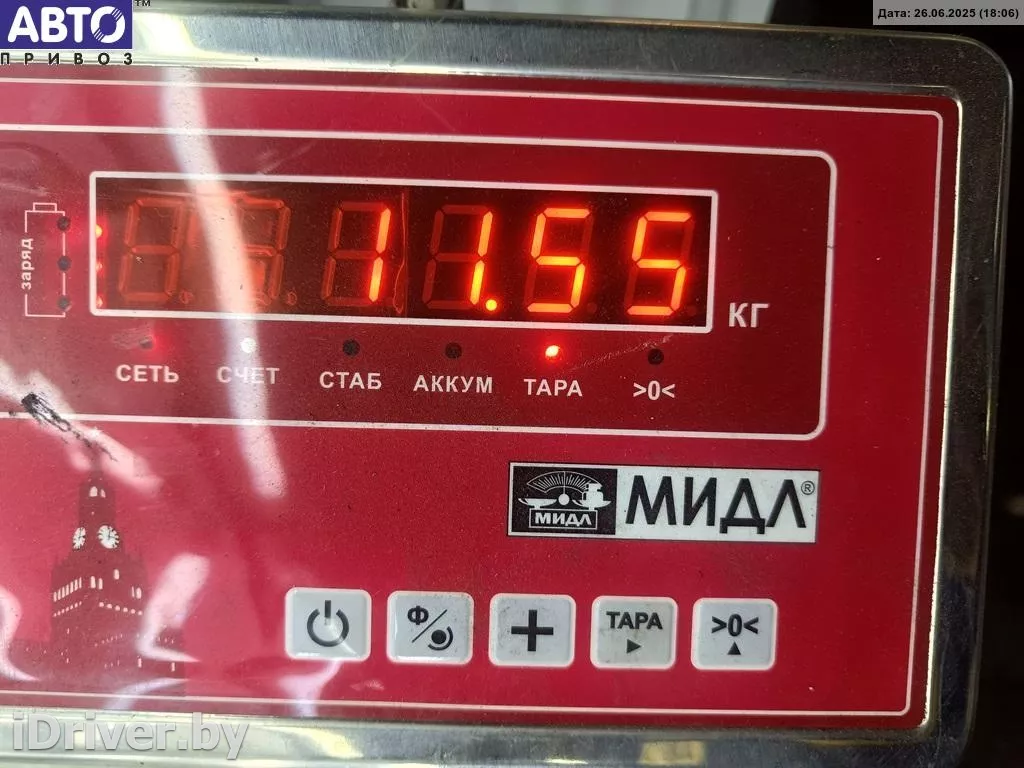 АВТО™
ПРИВОЗ
Дата: 26.06.2025 (18:06)
заряд
11.55
КГ
СЕТЬ СЧЕТ СТАБ АККУМ ТАРА >0<
МИДЛ МИДЛ®
Ф ТАРА >0<
iDriver.by